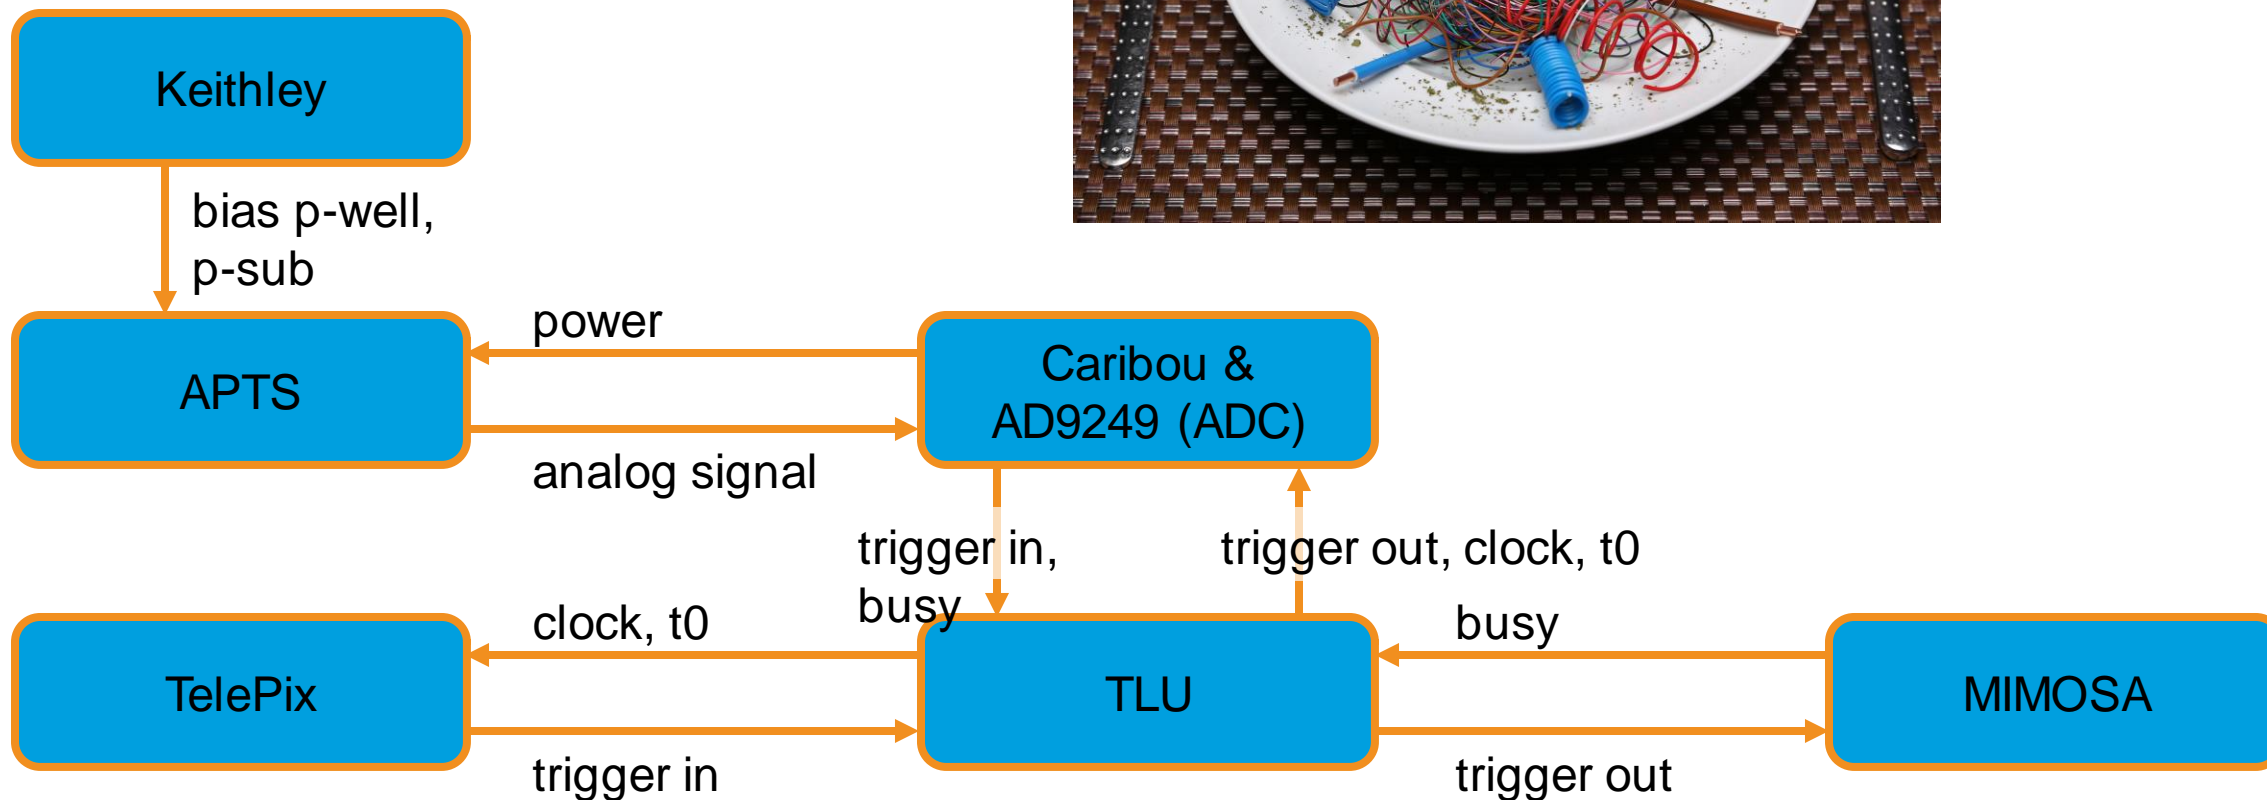 Keithley
bias p-well,
p-sub
power
APTS
Caribou &
AD9249 (ADC)
analog signal
trigger in,
busy
trigger out, clock, t0
clock, t0
busy
TelePix
TLU
MIMOSA
trigger in
trigger out